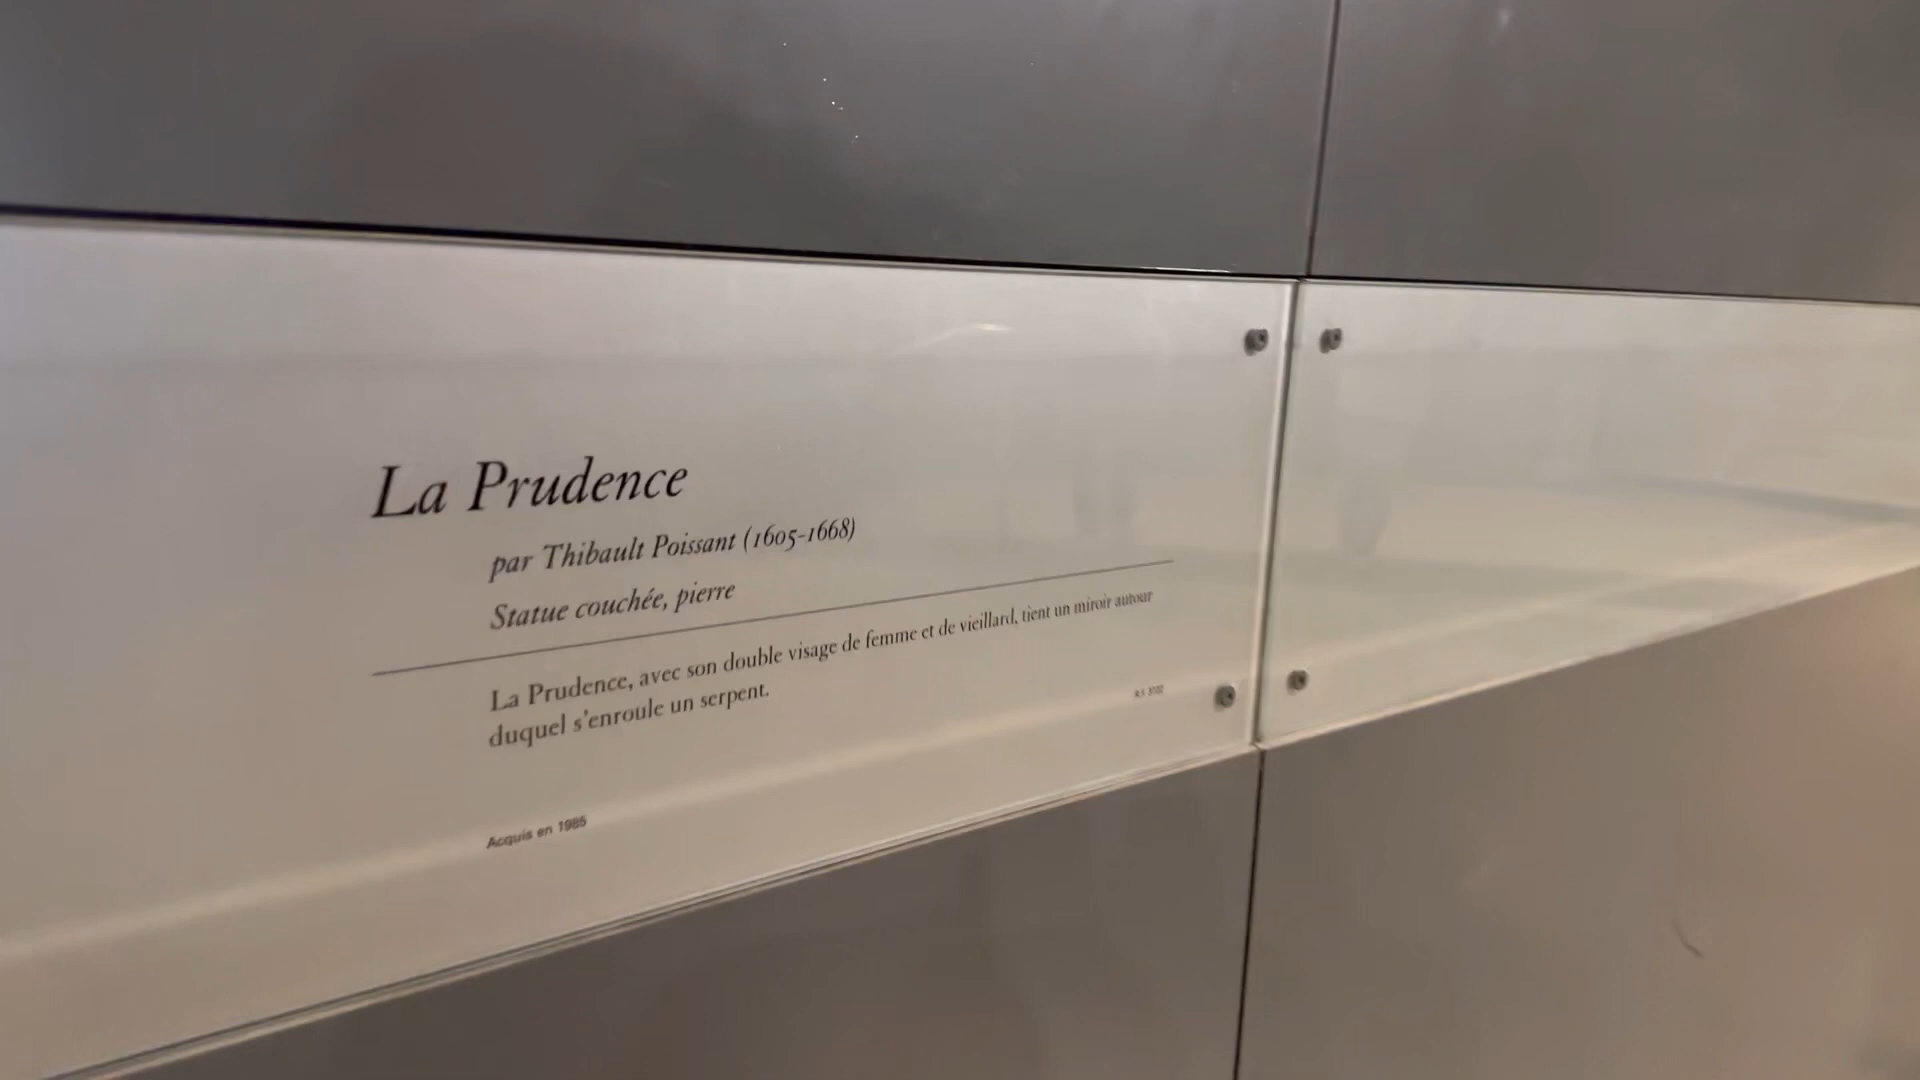 La Prudence
par Thibault Poissant (1605-1668)
Statue couchée, pierre
La Prudence, avec son double visage de femme et de vieillard, tient un miroir autour
duquel s'enroule un serpent.
Acquis en 1985